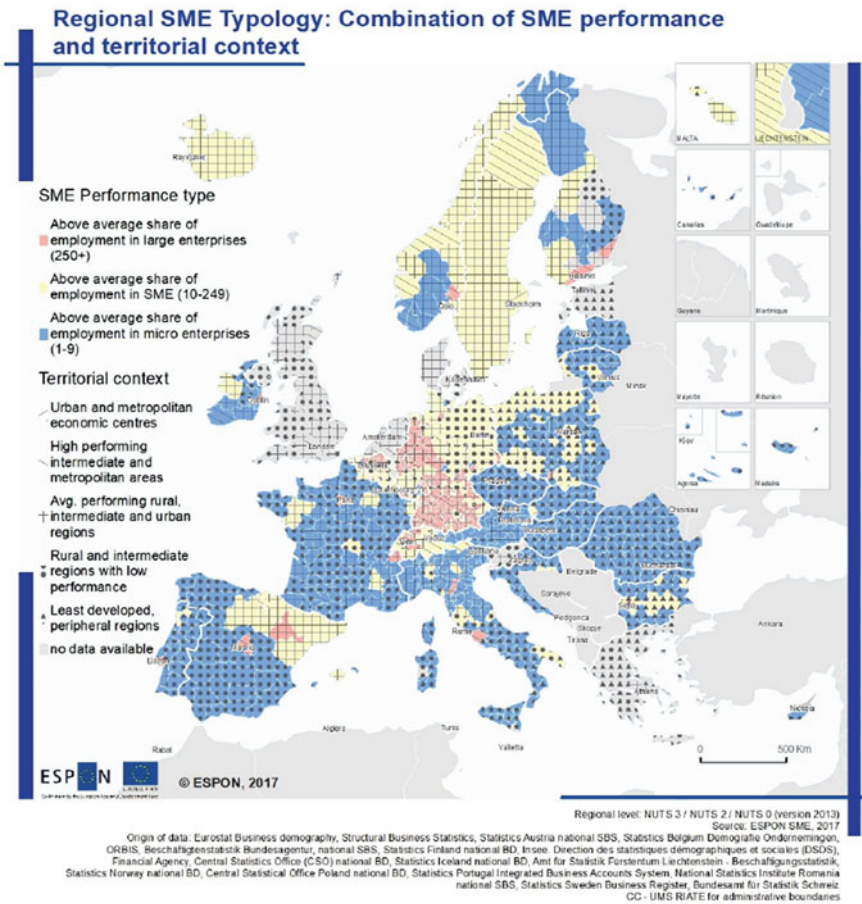 Regional SME Typology: Combination of SME performance
and territorial context
Reykjavik
MALTA
LIECHTENSTEIN
SME Performance type
Above average share of
employment in large enterprises
(250+)
Above average share of
employment in SME (10-249)
Above average share of
employment in micro enterprises
(1-9)
Territorial context
Urban and metropolitan
economic centres
High performing
intermediate and
metropolitan areas
Avg. performing rural,
intermediate and urban
regions
Rural and intermediate
regions with low
performance
Least developed,
peripheral regions
no data available
Canaries
Guadeloupe
Guyane
Martinique
Mayotte
Réunion
Açores
Madeira
Kiev
Oslo
Stockholm
Helsinki
Tallinn
Riga
Vilnius
Minsk
Dublin
London
Amsterdam
Berlin
Paris
Chisinau
Belgrade
Sarajevo
Podgorica
Skopje
Tirana
Rome
Ankara
Athina
Nicosia
Valletta
Tunis
Algiers
Rabat
0 500 Km
ESPON
© ESPON, 2017
Regional level: NUTS 3 / NUTS 2 / NUTS 0 (version 2013)
Source: ESPON SME, 2017
Origin of data: Eurostat Business demography, Structural Business Statistics, Statistics Austria national SBS, Statistics Belgium Demografie Ondernemingen,
ORBIS, Beschäftigtenstatistik Bundesagentur, national SBS, Statistics Finland national BD, Insee. Direction des statistiques démographiques et sociales (DSDS),
Financial Agency, Central Statistics Office (CSO) national BD, Statistics Iceland national BD, Amt für Statistik Fürstentum Liechtenstein - Beschäftigungsstatistik,
Statistics Norway national BD, Central Statistical Office Poland national BD, Statistics Portugal Integrated Business Accounts System, National Statistics Institute Romania
national SBS, Statistics Sweden Business Register, Bundesamt für Statistik Schweiz
CC - UMS RIATE for administrative boundaries